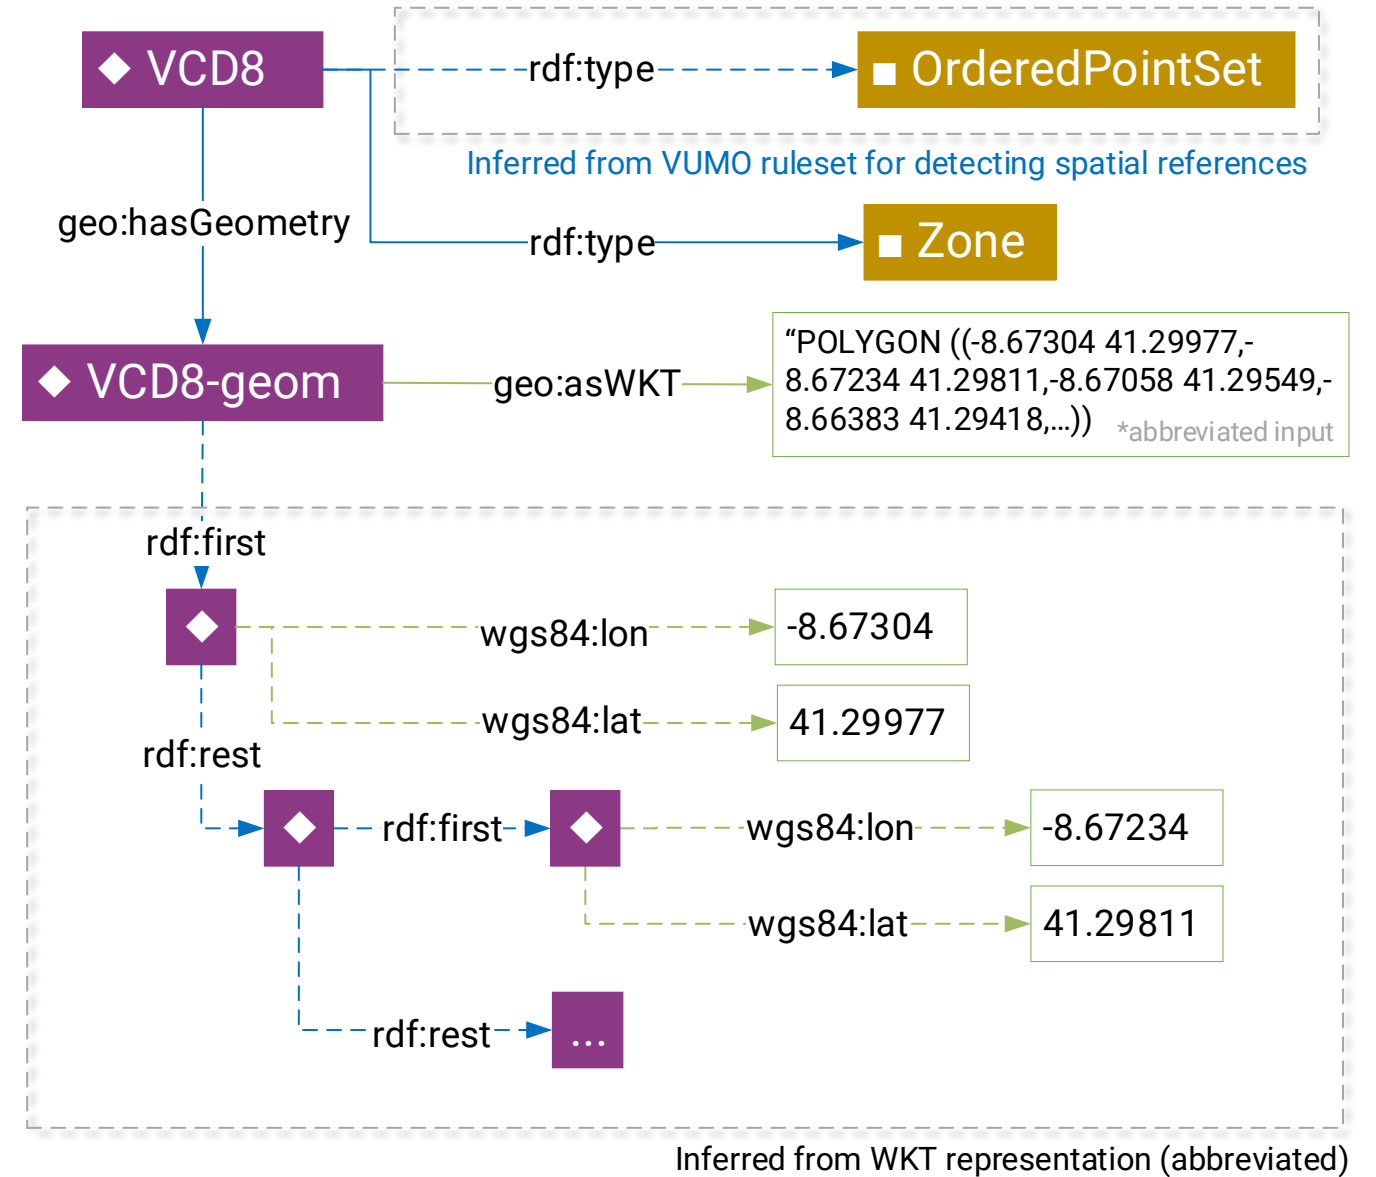 VCD8
rdf:type
OrderedPointSet
Inferred from VUMO ruleset for detecting spatial references
geo:hasGeometry
rdf:type
Zone
VCD8-geom
geo:asWKT
“POLYGON ((-8.67304 41.29977,-
8.67234 41.29811,-8.67058 41.29549,-
8.66383 41.29418,...))
*abbreviated input
rdf:first
wgs84:lon
-8.67304
wgs84:lat
41.29977
rdf:rest
rdf:first
wgs84:lon
-8.67234
wgs84:lat
41.29811
rdf:rest
...
Inferred from WKT representation (abbreviated)